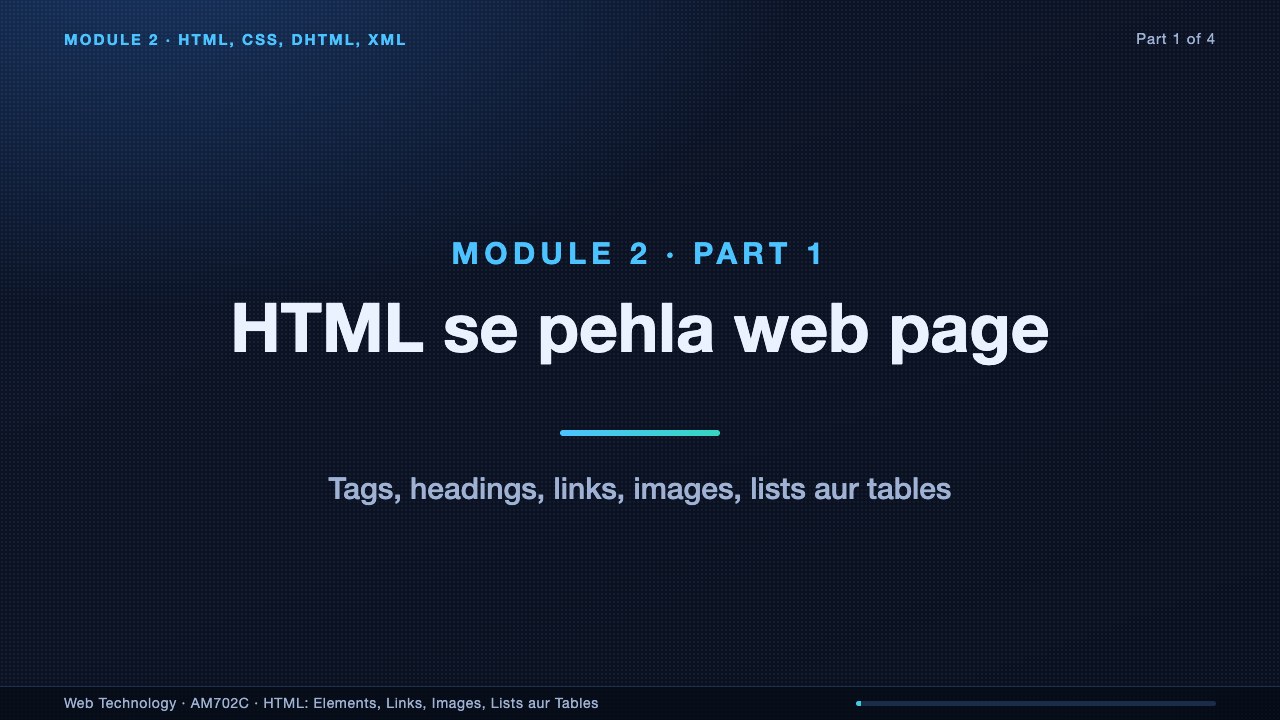 MODULE 2 · HTML, CSS, DHTML, XML
Part 1 of 4
MODULE 2 · PART 1
HTML se pehla web page
Tags, headings, links, images, lists aur tables
Web Technology · AM702C · HTML: Elements, Links, Images, Lists aur Tables